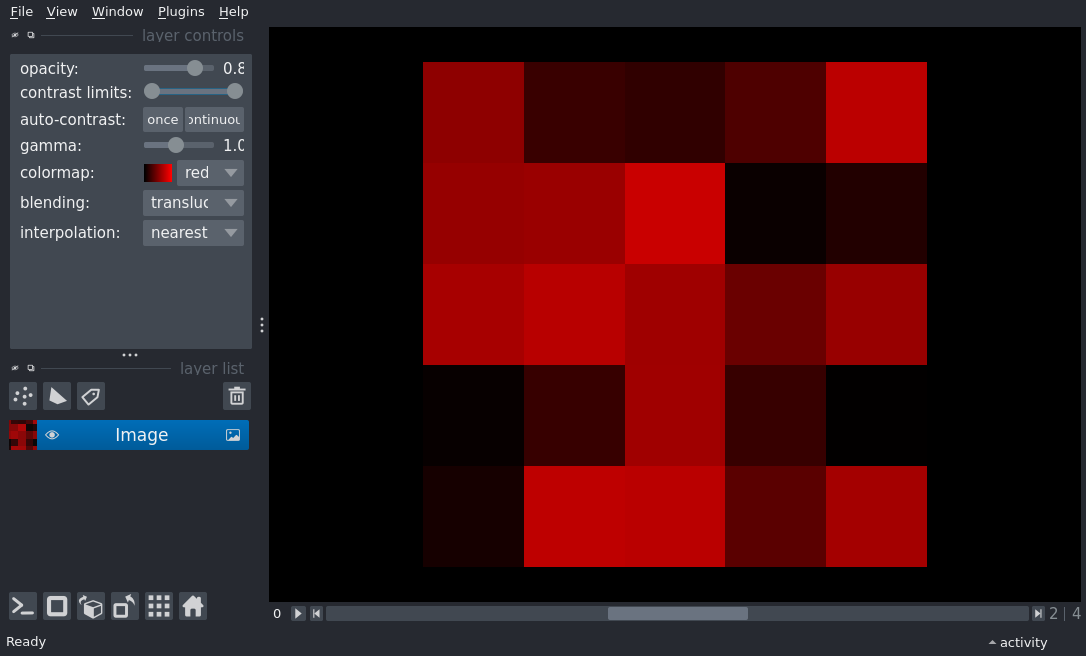 File View Window Plugins Help
layer controls
opacity: 0.8
contrast limits:
auto-contrast: once ontinuou
gamma: 1.0
colormap: red
blending: transluc
interpolation: nearest
layer list
Image
0 2 | 4
Ready
activity